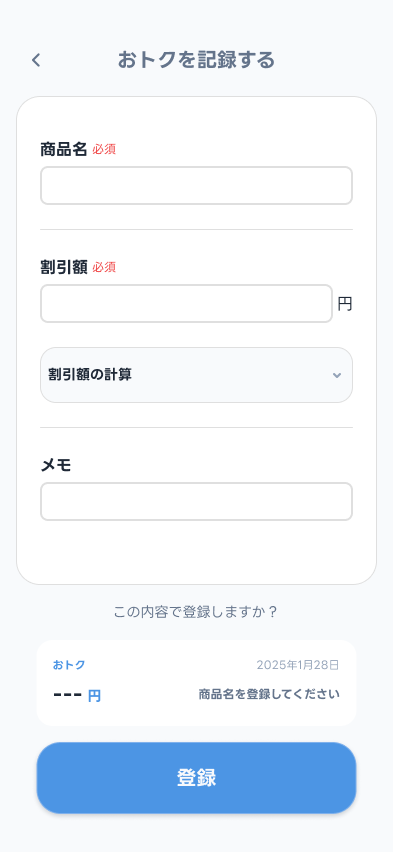 おトクを記録する
商品名 必須
割引額 必須
円
割引額の計算
メモ
この内容で登録しますか？
おトク 2025年1月28日
--- 円 商品名を登録してください
登録